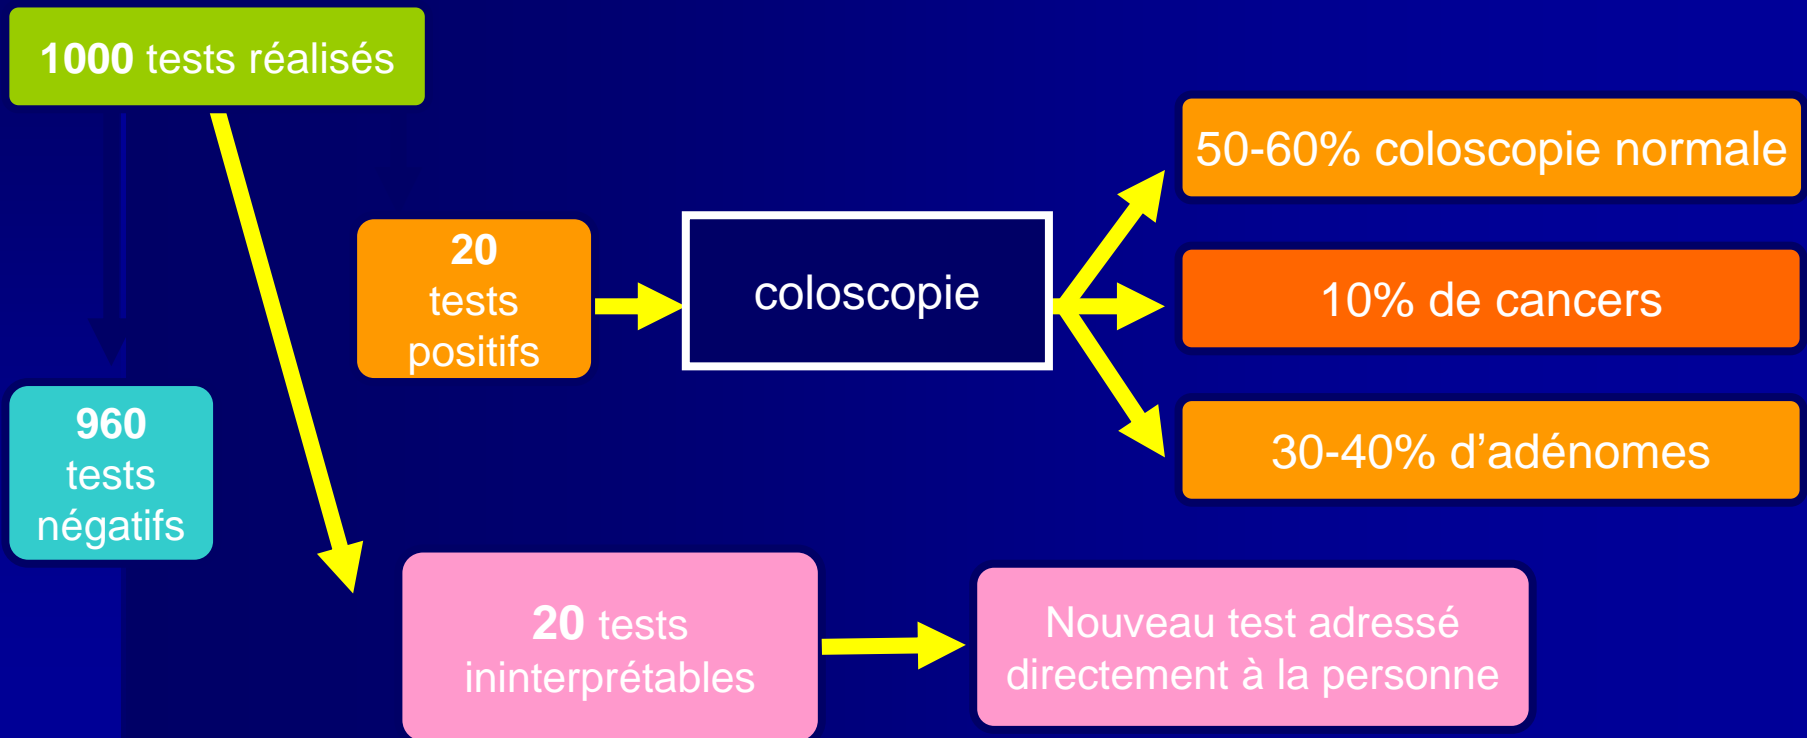 1000 tests réalisés
50-60% coloscopie normale
20
tests
positifs
coloscopie
10% de cancers
960
tests
négatifs
30-40% d'adénomes
20 tests
ininterprétables
Nouveau test adressé
directement à la personne